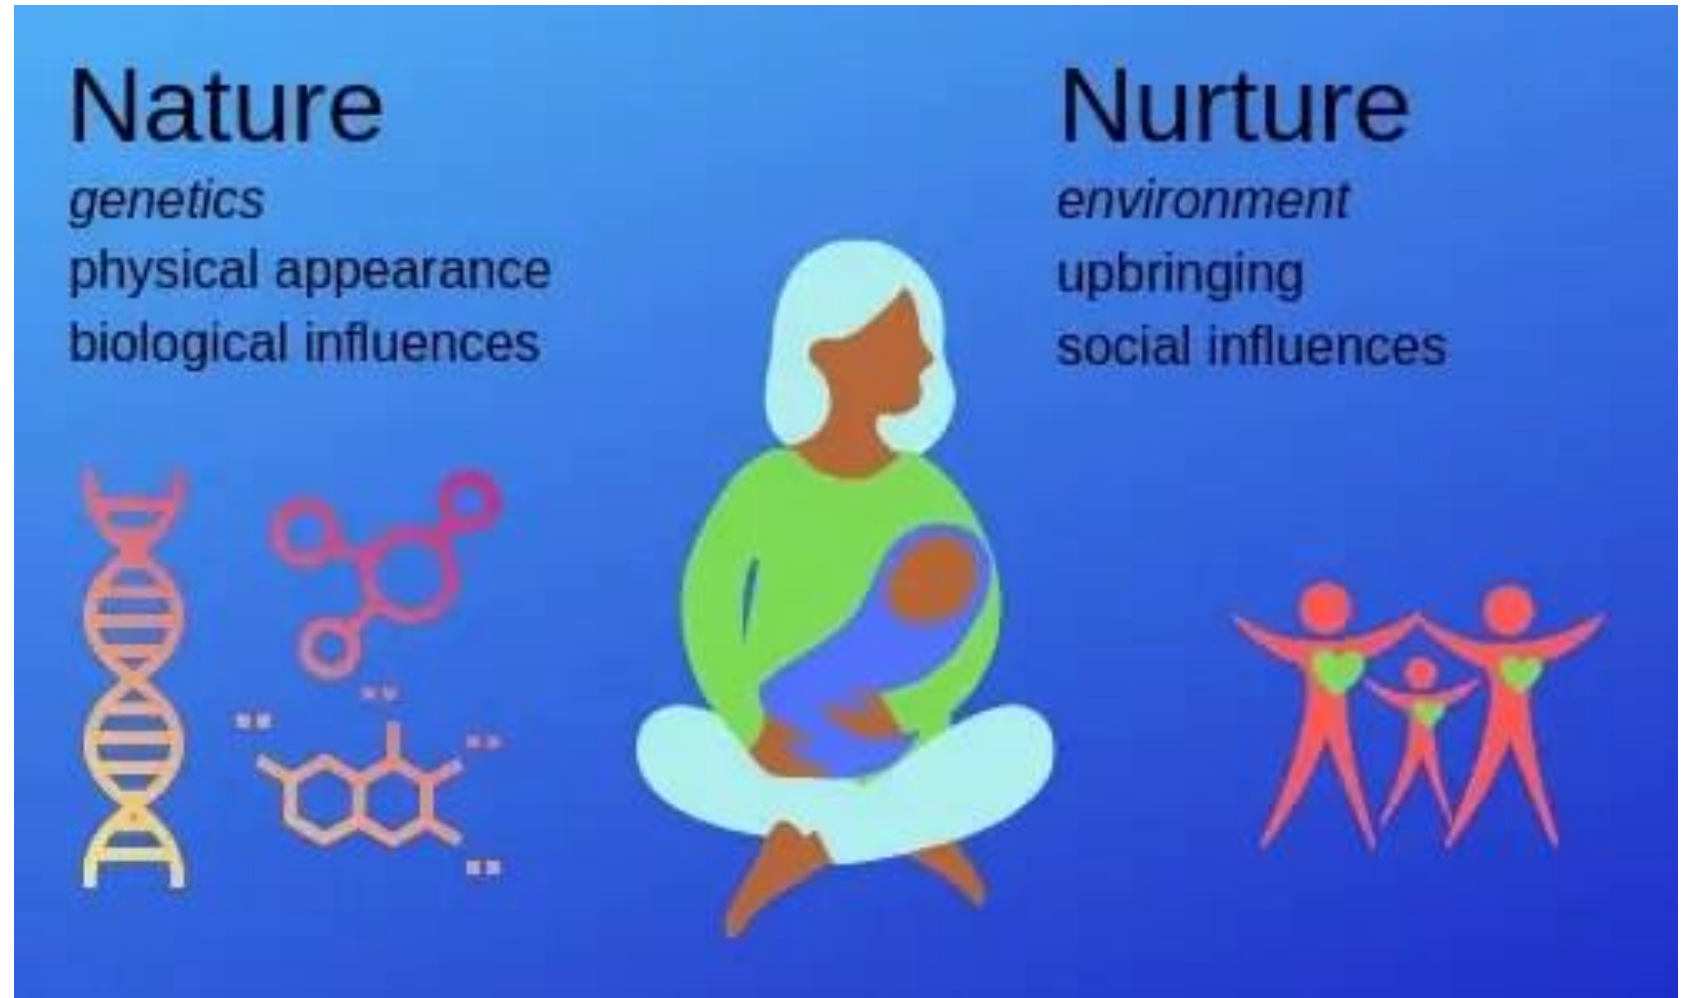 Nature
genetics
physical appearance
biological influences
Nurture
environment
upbringing
social influences